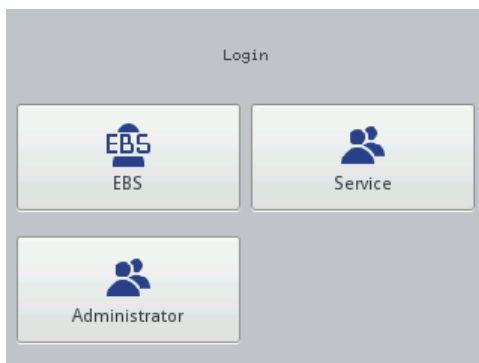 Login
EBS
EBS
Service
Administrator